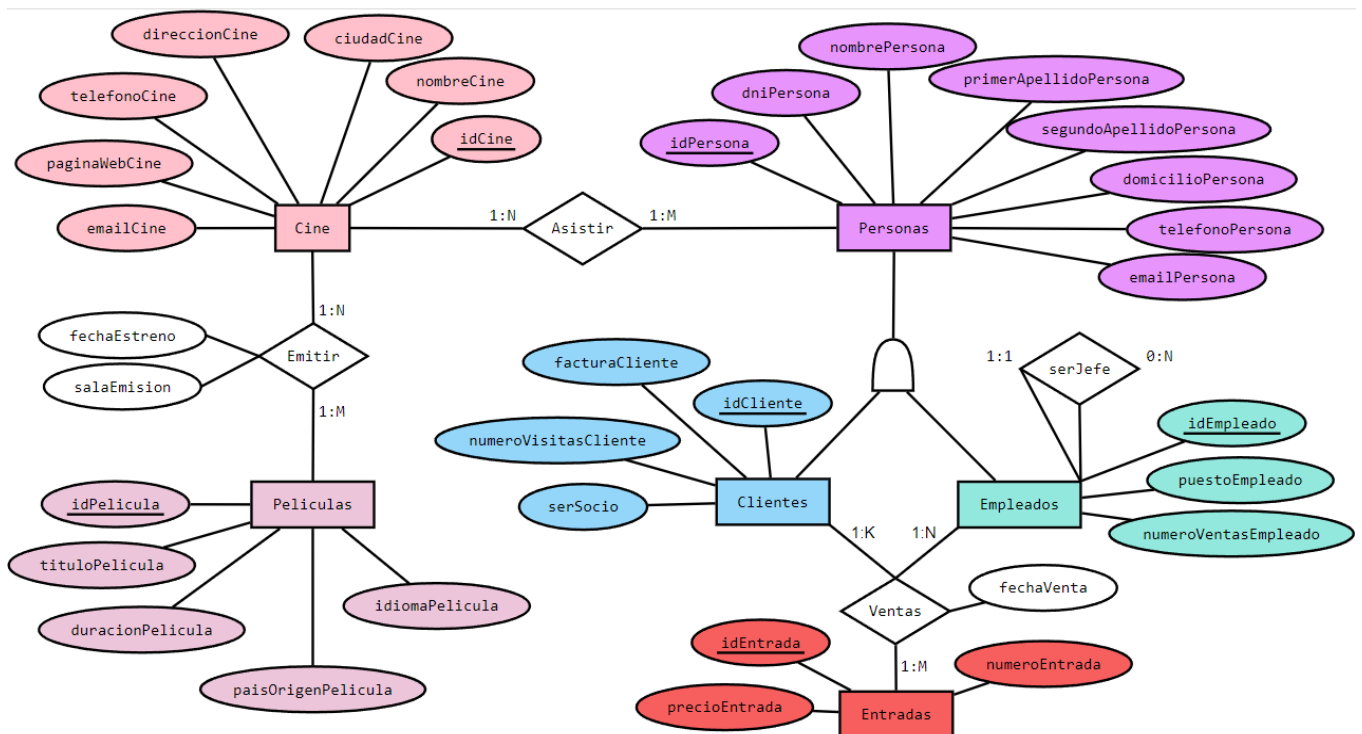 direccionCine
ciudadCine
nombreCine
telefonoCine
idCine
paginaWebCine
emailCine
Cine
1:N
Asistir
1:M
nombrePersona
primerApellidoPersona
dniPersona
segundoApellidoPersona
idPersona
domicilioPersona
Personas
telefonoPersona
emailPersona
1:N
fechaEstreno
Emitir
salaEmision
1:M
facturaCliente
idCliente
numeroVisitasCliente
serSocio
Clientes
1:1
0:N
serJefe
idEmpleado
puestoEmpleado
Empleados
numeroVentasEmpleado
idPelicula
Peliculas
tituloPelicula
idiomaPelicula
duracionPelicula
paisOrigenPelicula
1:K
1:N
fechaVenta
Ventas
idEntrada
1:M
numeroEntrada
precioEntrada
Entradas